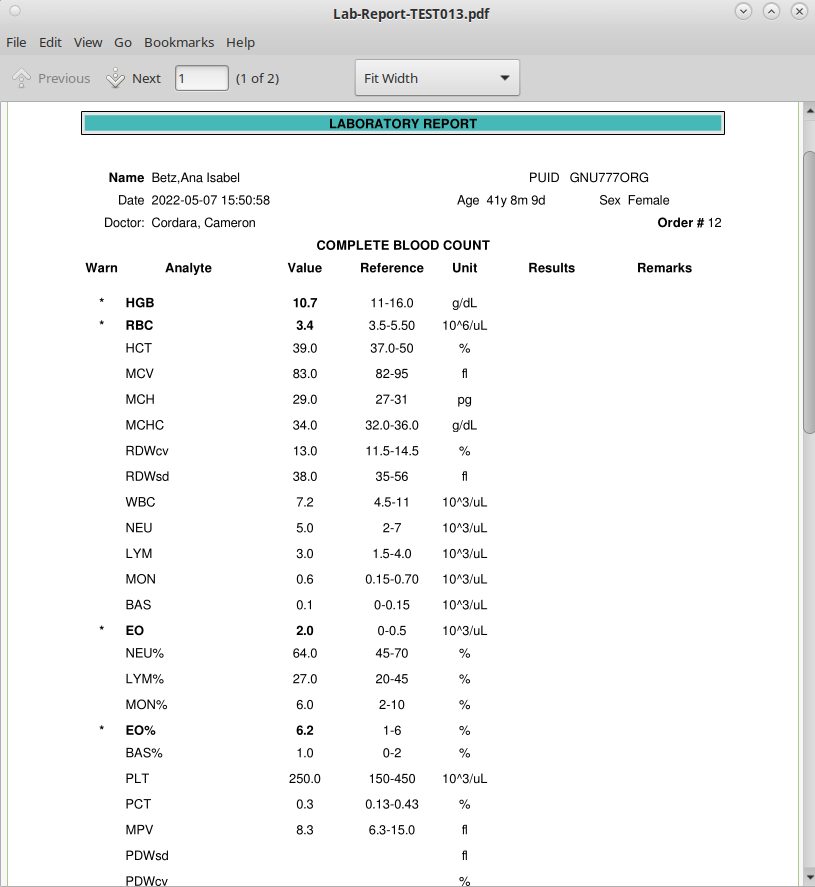 Lab-Report-TEST013.pdf
File Edit View Go Bookmarks Help
Previous Next 1 (1 of 2) Fit Width
LABORATORY REPORT
Name Betz,Ana Isabel PUID GNU777ORG
Date 2022-05-07 15:50:58 Age 41y 8m 9d Sex Female
Doctor: Cordara, Cameron Order # 12
COMPLETE BLOOD COUNT
Warn Analyte Value Reference Unit Results Remarks
* HGB 10.7 11-16.0 g/dL
* RBC 3.4 3.5-5.50 10^6/uL
HCT 39.0 37.0-50 %
MCV 83.0 82-95 fl
MCH 29.0 27-31 pg
MCHC 34.0 32.0-36.0 g/dL
RDWcv 13.0 11.5-14.5 %
RDWsd 38.0 35-56 fl
WBC 7.2 4.5-11 10^3/uL
NEU 5.0 2-7 10^3/uL
LYM 3.0 1.5-4.0 10^3/uL
MON 0.6 0.15-0.70 10^3/uL
BAS 0.1 0-0.15 10^3/uL
* EO 2.0 0-0.5 10^3/uL
NEU% 64.0 45-70 %
LYM% 27.0 20-45 %
MON% 6.0 2-10 %
* EO% 6.2 1-6 %
BAS% 1.0 0-2 %
PLT 250.0 150-450 10^3/uL
PCT 0.3 0.13-0.43 %
MPV 8.3 6.3-15.0 fl
PDWsd fl
PDWcv %